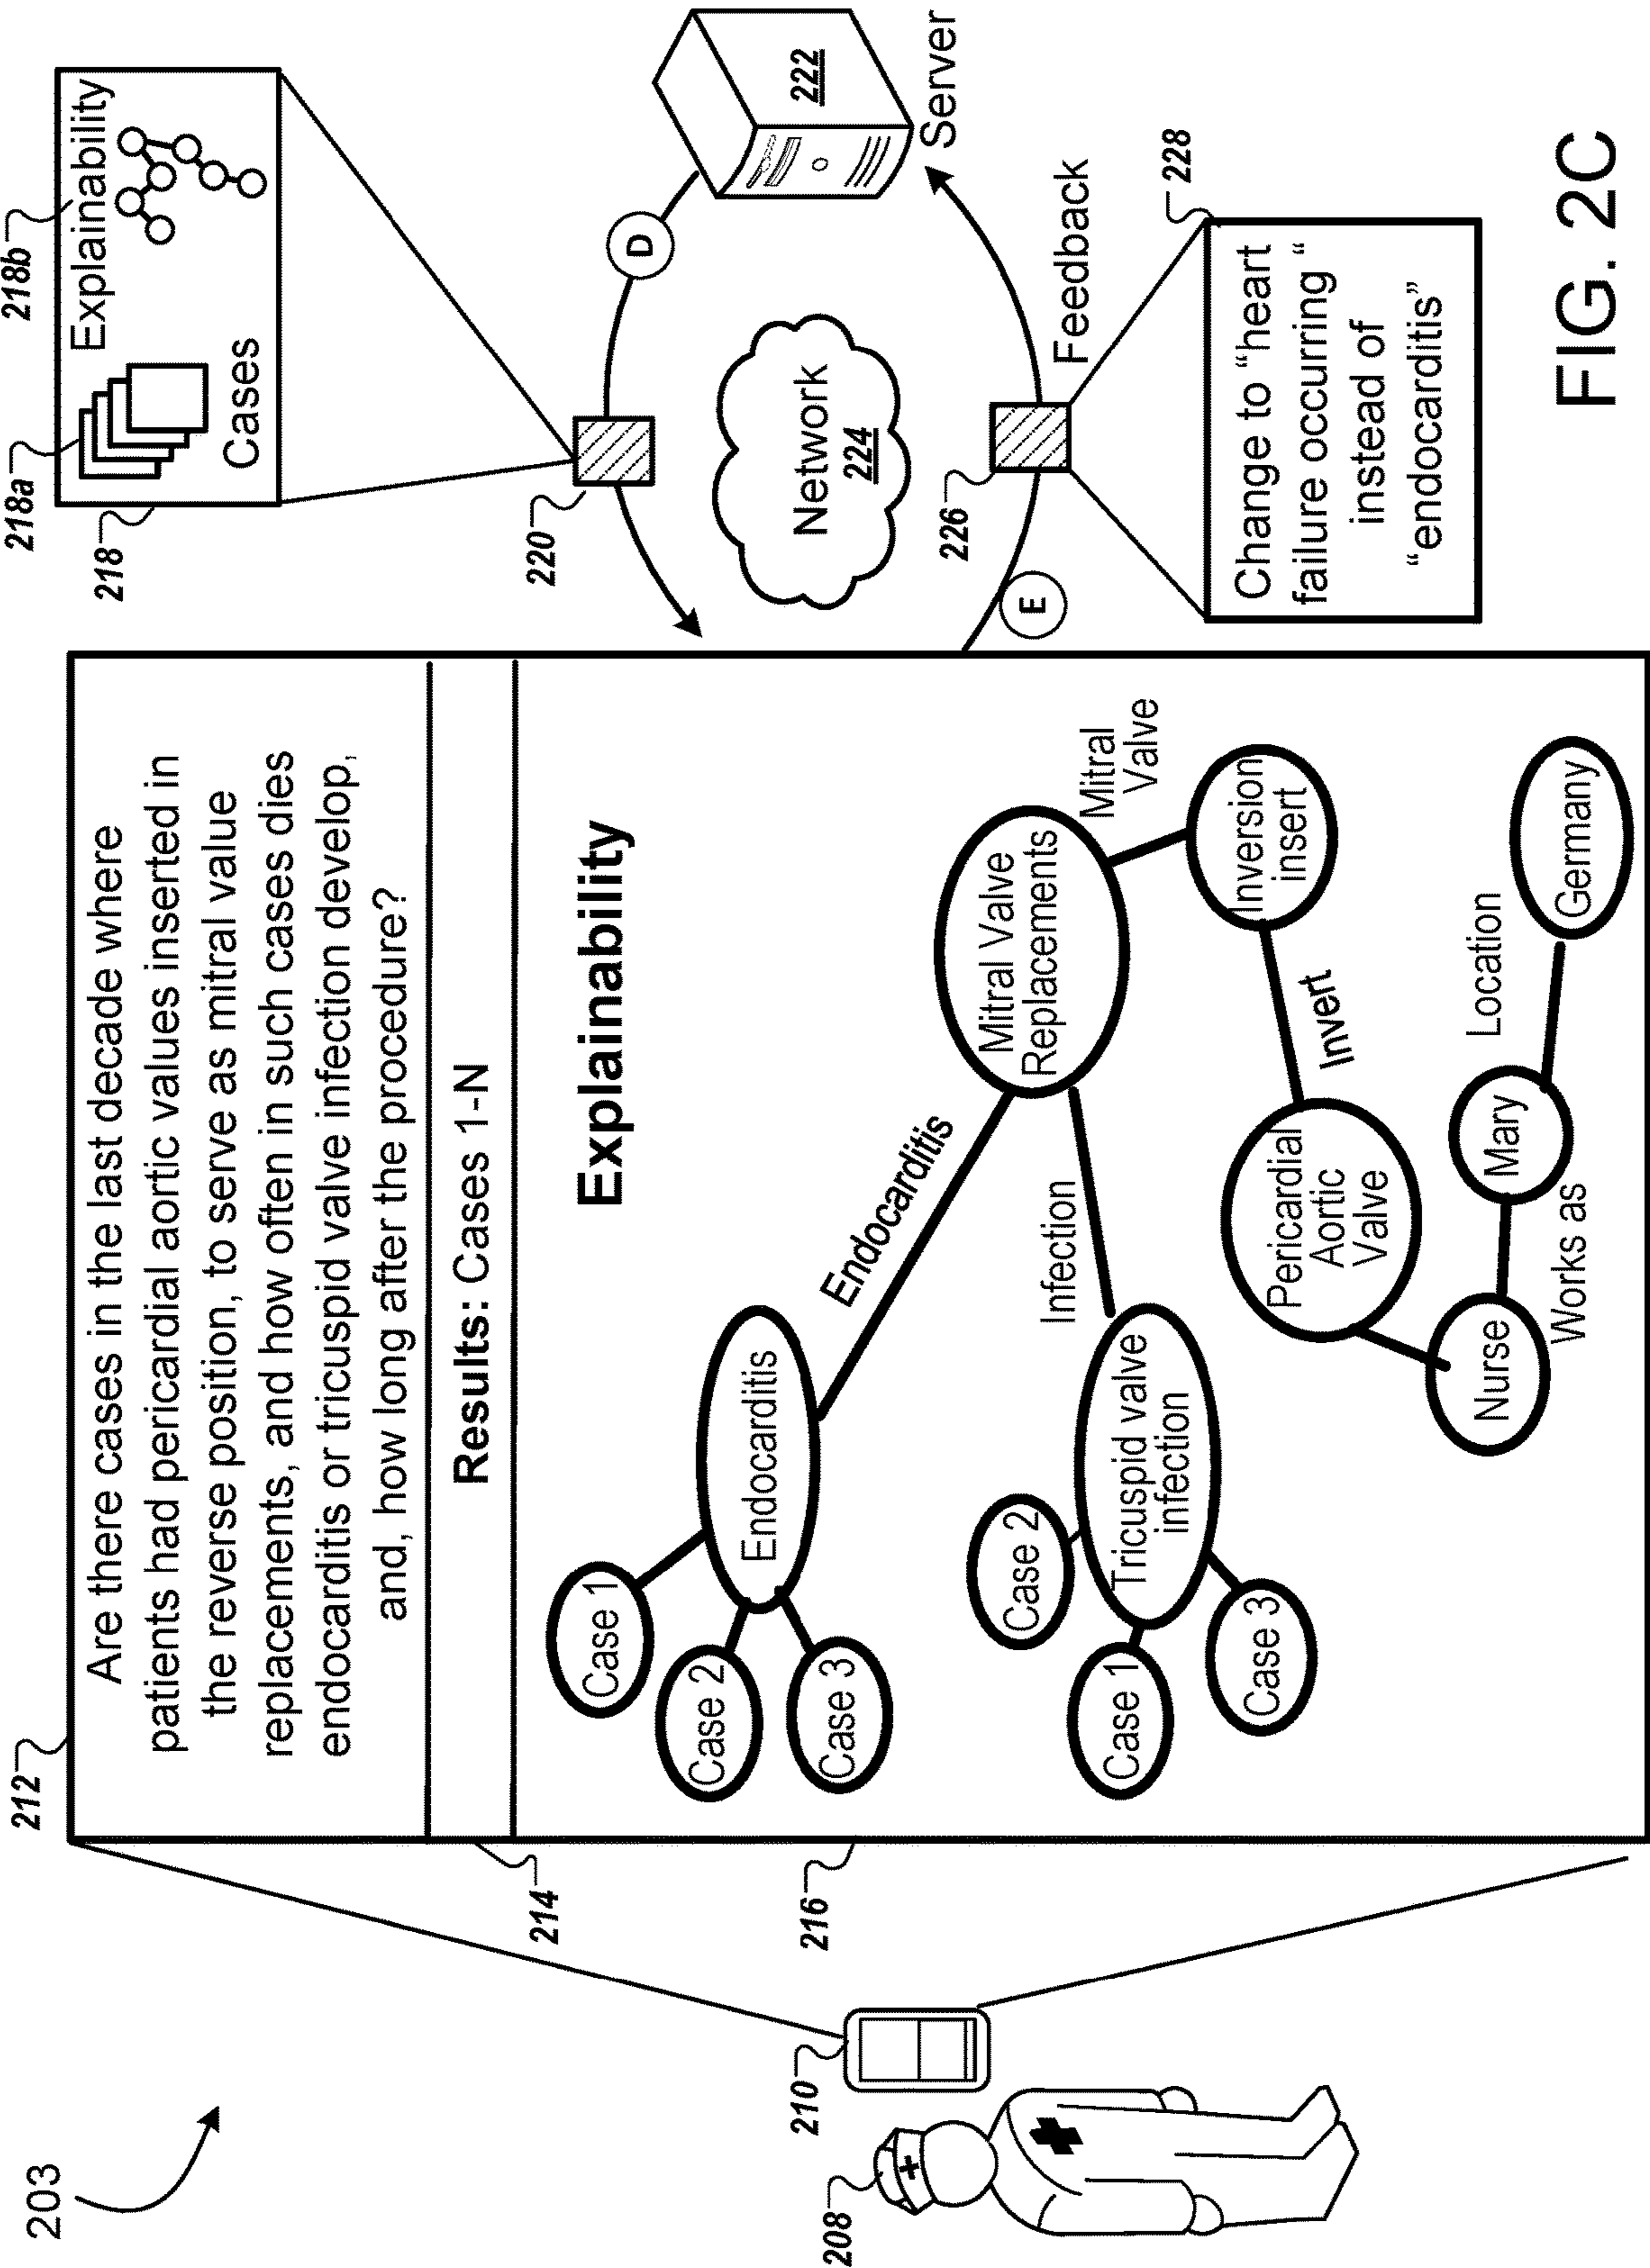 203
212
Are there cases in the last decade where
patients had pericardial aortic values inserted in
the reverse position, to serve as mitral value
replacements, and how often in such cases dies
endocarditis or tricuspid valve infection develop,
and, how long after the procedure?
214
Results: Cases 1-N
216
Explainability
Case 1
Case 2
Case 3
Endocarditis
Endocarditis
Mitral Valve
Replacements
Mitral
Valve
Infection
Case 2
Case 1
Case 3
Tricuspid valve
infection
Inversion
insert
Invert
Pericardial
Aortic
Valve
Nurse
Works as
Mary
Location
Germany
208
210
218a
218b
218
Cases
Explainability
220
D
222
Server
Network
224
226
E
Feedback
228
Change to “heart
failure occurring “
instead of
“endocarditis”
FIG. 2C